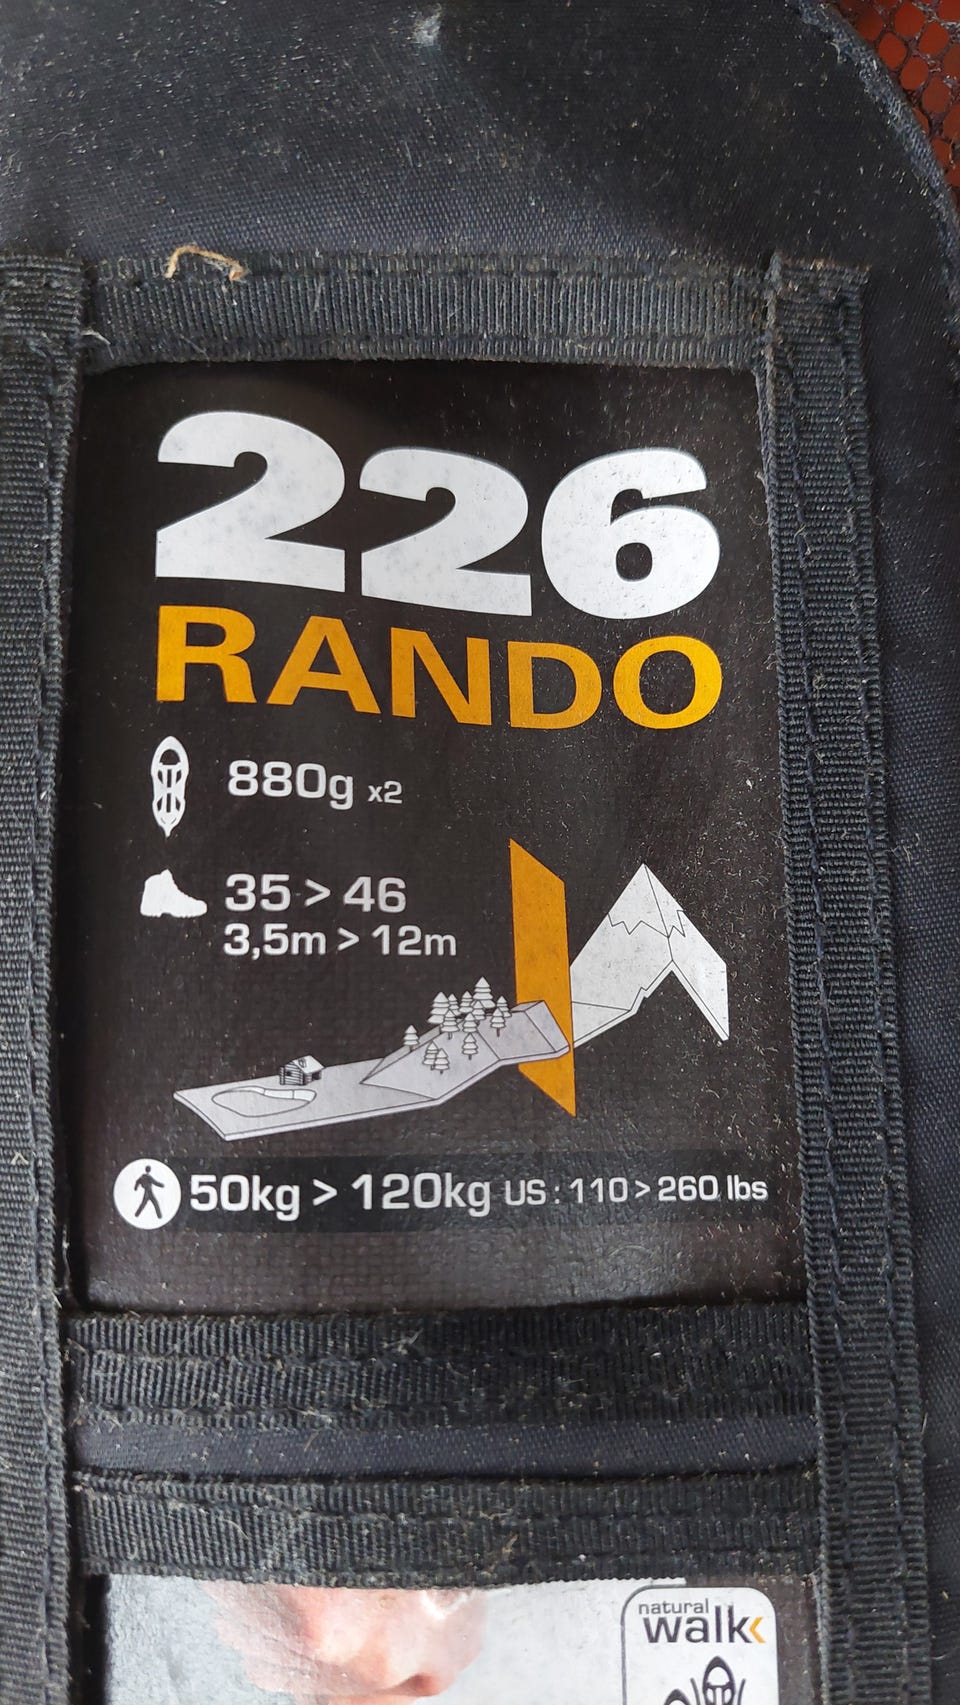 226
RANDO
880g x2
35 > 46
3,5m > 12m
50kg > 120kg US : 110 > 260 lbs
natural
walk